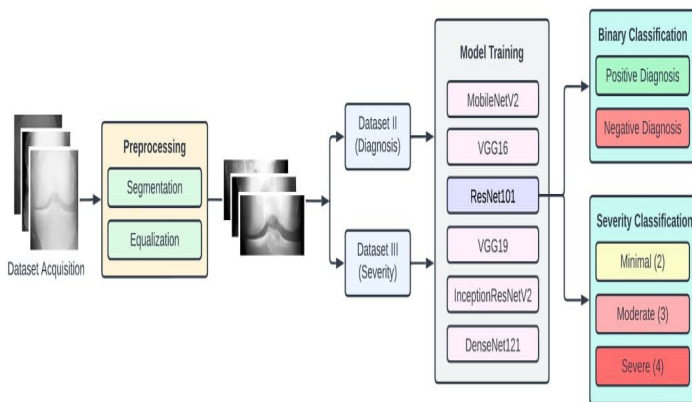 Dataset Acquisition
Preprocessing
Segmentation
Equalization
Dataset II
(Diagnosis)
Dataset III
(Severity)
Model Training
MobileNetV2
VGG16
ResNet101
VGG19
InceptionResNetV2
DenseNet121
Binary Classification
Positive Diagnosis
Negative Diagnosis
Severity Classification
Minimal (2)
Moderate (3)
Severe (4)